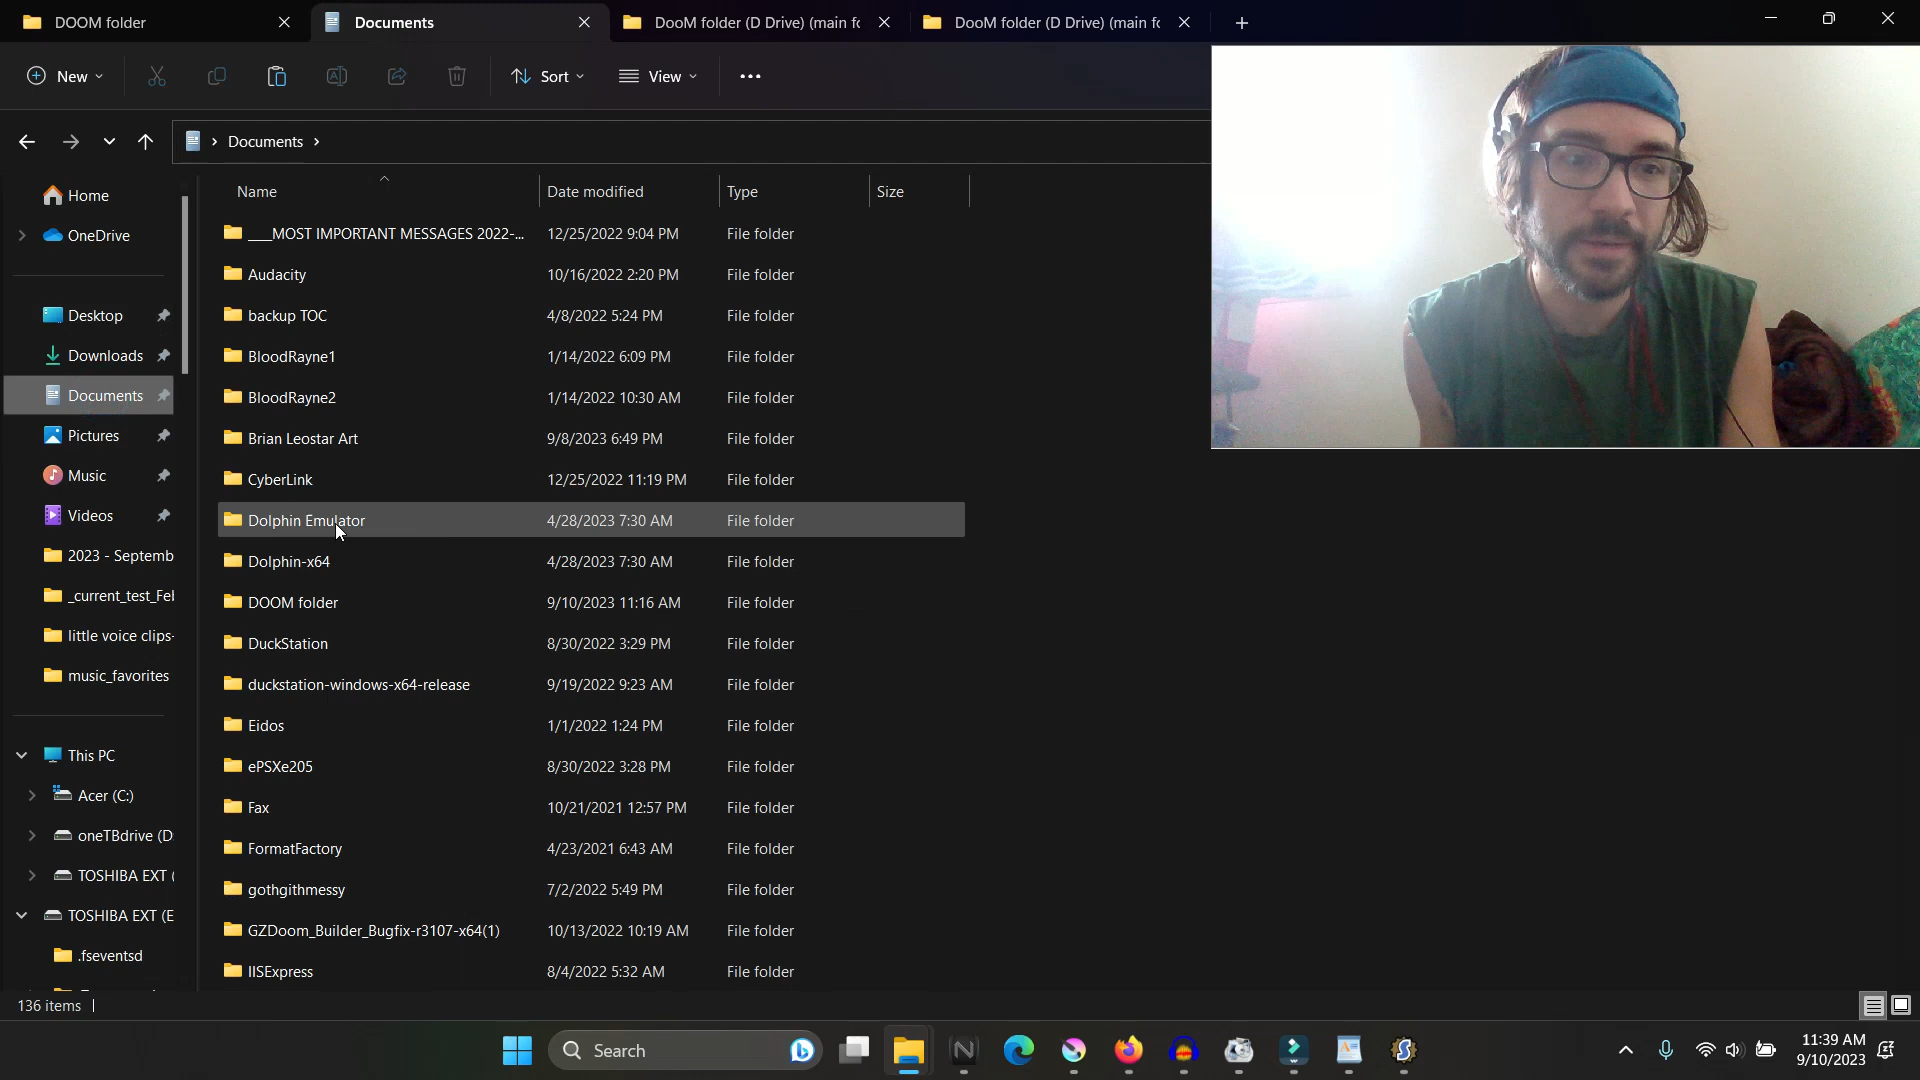 DOOM folder
Documents
DooM folder (D Drive) (main fo
DooM folder (D Drive) (main fo
New
Sort
View
Documents
Name
Date modified
Type
Size
Home
OneDrive
Desktop
Downloads
Documents
Pictures
Music
Videos
2023 - Septemb
_current_test_Fel
little voice clips-
music_favorites
This PC
Acer (C:)
oneTBdrive (D:
TOSHIBA EXT (
TOSHIBA EXT (E
.fseventsd
___MOST IMPORTANT MESSAGES 2022-... 12/25/2022 9:04 PM File folder
Audacity 10/16/2022 2:20 PM File folder
backup TOC 4/8/2022 5:24 PM File folder
BloodRayne1 1/14/2022 6:09 PM File folder
BloodRayne2 1/14/2022 10:30 AM File folder
Brian Leostar Art 9/8/2023 6:49 PM File folder
CyberLink 12/25/2022 11:19 PM File folder
Dolphin Emulator 4/28/2023 7:30 AM File folder
Dolphin-x64 4/28/2023 7:30 AM File folder
DOOM folder 9/10/2023 11:16 AM File folder
DuckStation 8/30/2022 3:29 PM File folder
duckstation-windows-x64-release 9/19/2022 9:23 AM File folder
Eidos 1/1/2022 1:24 PM File folder
ePSXe205 8/30/2022 3:28 PM File folder
Fax 10/21/2021 12:57 PM File folder
FormatFactory 4/23/2021 6:43 AM File folder
gothgithmessy 7/2/2022 5:49 PM File folder
GZDoom_Builder_Bugfix-r3107-x64(1) 10/13/2022 10:19 AM File folder
IISExpress 8/4/2022 5:32 AM File folder
136 items
Search
11:39 AM
9/10/2023